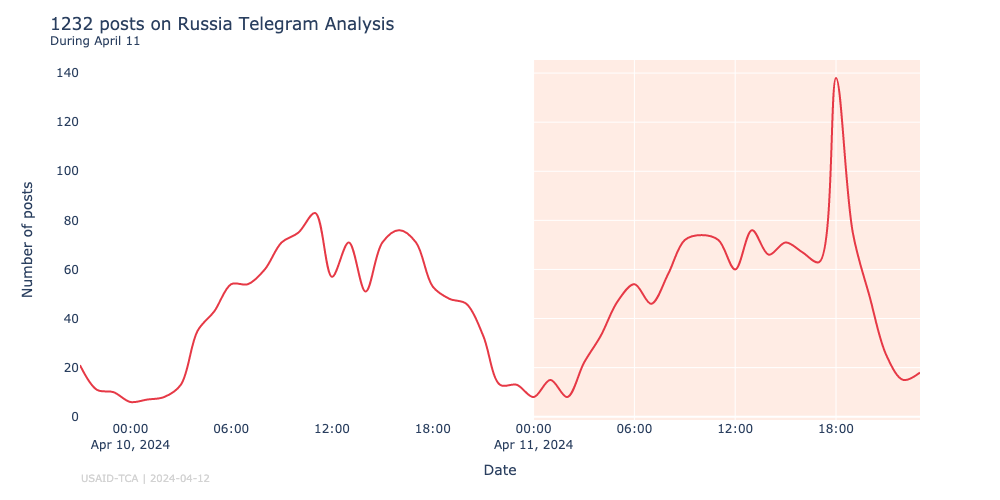 1232 posts on Russia Telegram Analysis
During April 11
140
120
100
80
60
40
20
0
Number of posts
00:00
Apr 10, 2024
06:00
12:00
18:00
00:00
Apr 11, 2024
06:00
12:00
18:00
Date
USAID-TCA | 2024-04-12